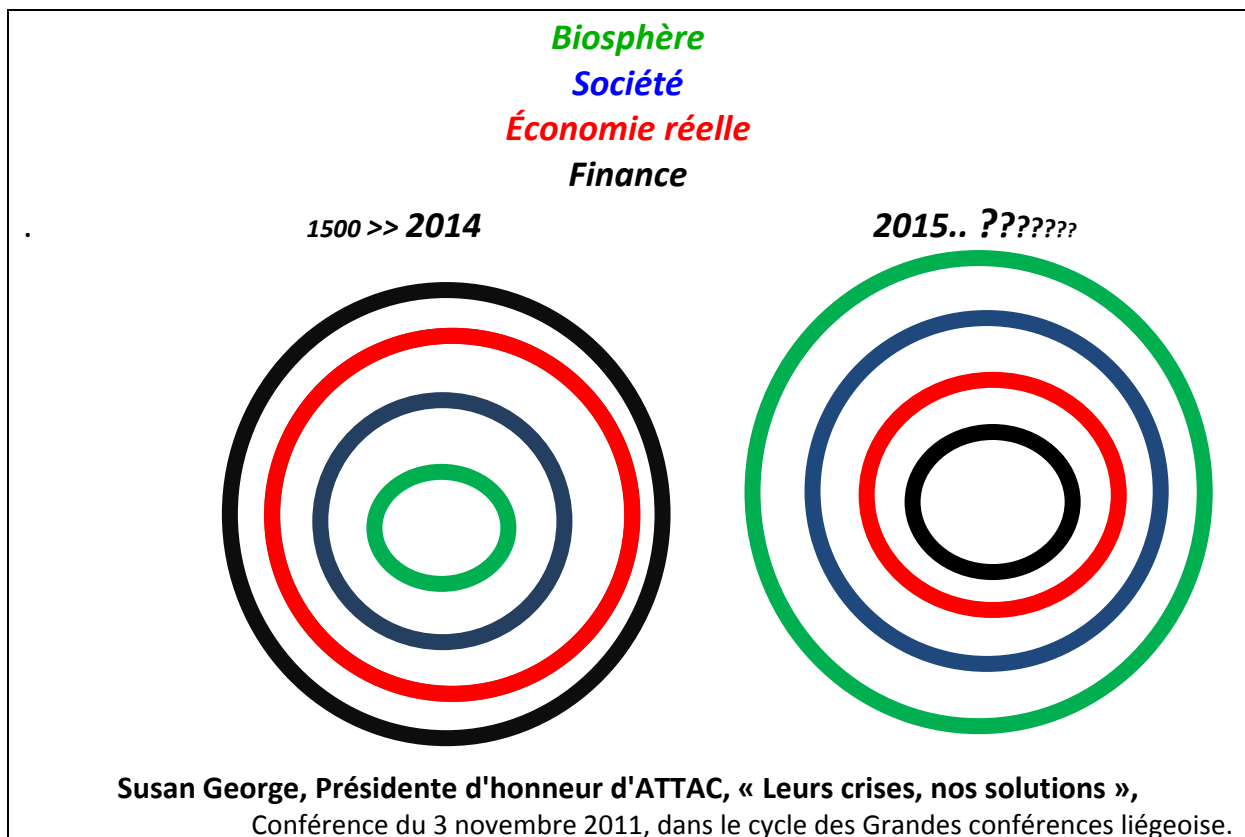 Biosphère
Société
Économie réelle
Finance
. 1500 >> 2014 2015.. ???????
Susan George, Présidente d'honneur d'ATTAC, « Leurs crises, nos solutions »,
Conférence du 3 novembre 2011, dans le cycle des Grandes conférences liégeoise.